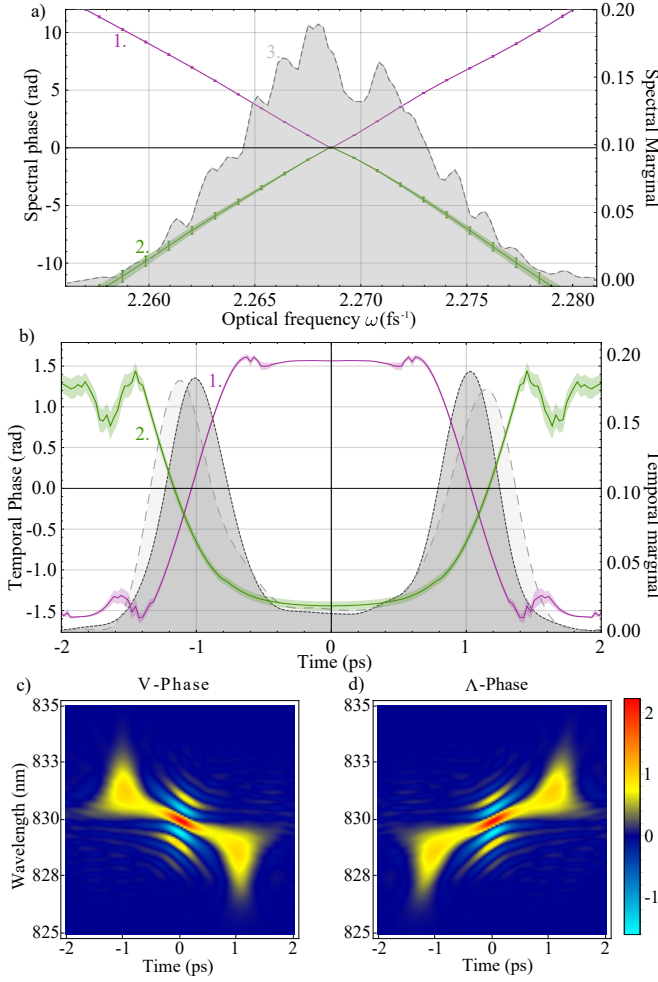 a)
10
5
0
-5
-10
Spectral phase (rad)
1.
2.
3.
0.20
0.15
0.10
0.05
0.00
Spectral Marginal
2.260 2.265 2.270 2.275 2.280
Optical frequency ω(fs⁻¹)
b)
1.5
1.0
0.5
0.0
-0.5
-1.0
-1.5
Temporal Phase (rad)
1.
2.
0.20
0.15
0.10
0.05
0.00
Temporal marginal
-2 -1 0 1 2
Time (ps)
c) V-Phase
835
833
830
828
825
Wavelength (nm)
-2 -1 0 1 2
Time (ps)
d) Λ-Phase
835
833
830
828
825
-2 -1 0 1 2
Time (ps)
2
1
0
-1